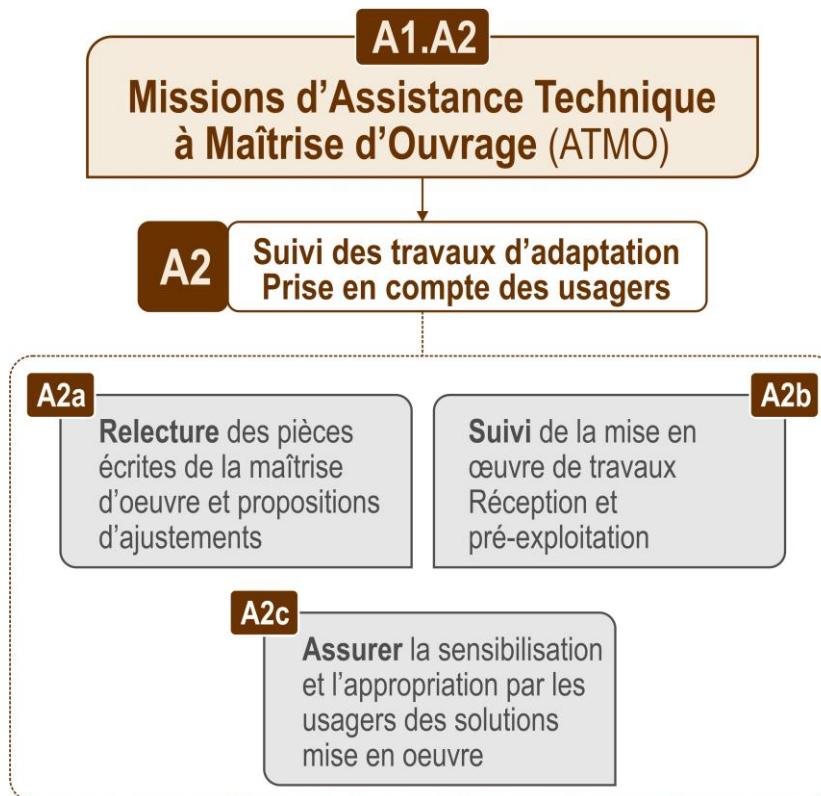 A1.A2
Missions d’Assistance Technique
à Maîtrise d’Ouvrage (ATMO)
A2
Suivi des travaux d’adaptation
Prise en compte des usagers
A2a
Relecture des pièces
écrites de la maîtrise
d’oeuvre et propositions
d’ajustements
A2b
Suivi de la mise en
œuvre de travaux
Réception et
pré-exploitation
A2c
Assurer la sensibilisation
et l’appropriation par les
usagers des solutions
mise en oeuvre